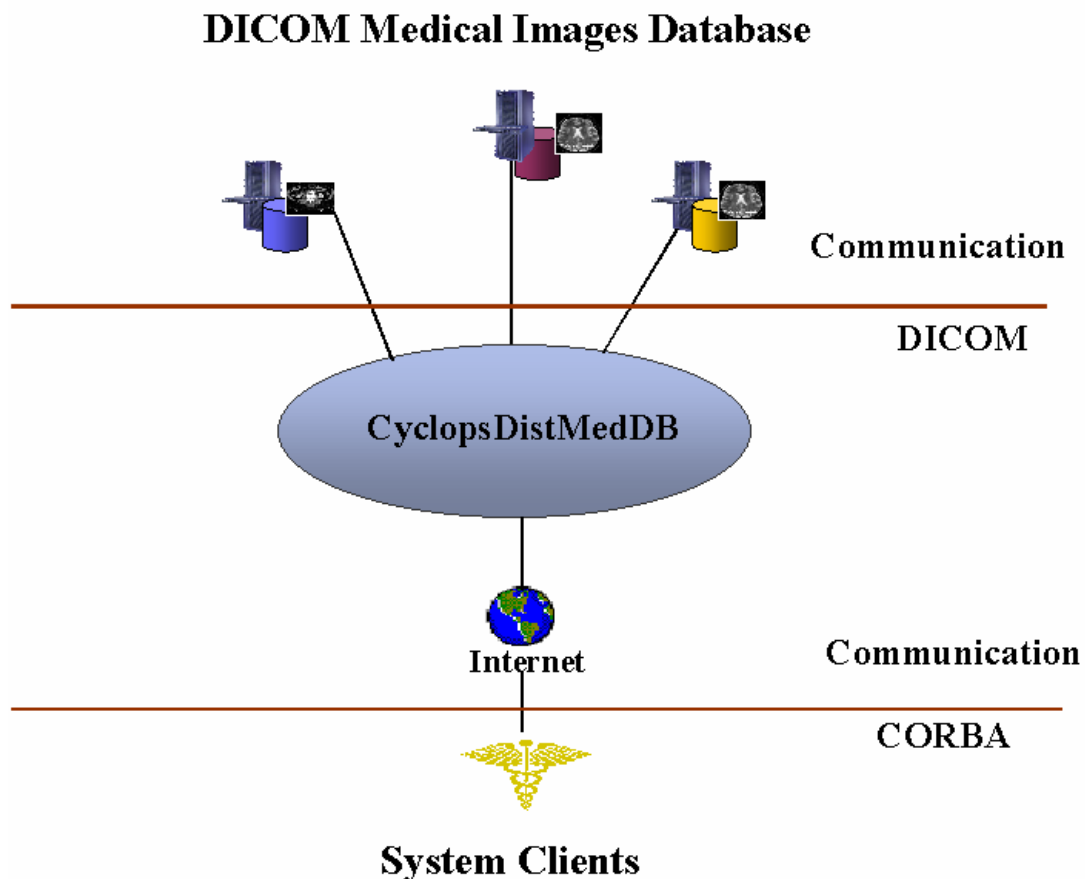 DICOM Medical Images Database
Communication
DICOM
CyclopsDistMedDB
Internet
Communication
CORBA
System Clients